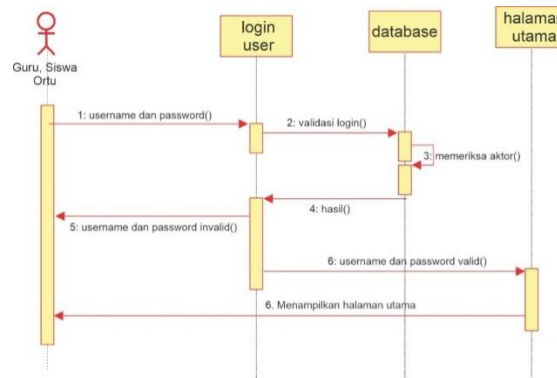 login
user
database
halaman
utama
Guru, Siswa
Ortu
1: username dan password()
2: validasi login()
3: memeriksa aktor()
4: hasil()
5: username dan password invalid()
6: username dan password valid()
6. Menampilkan halaman utama